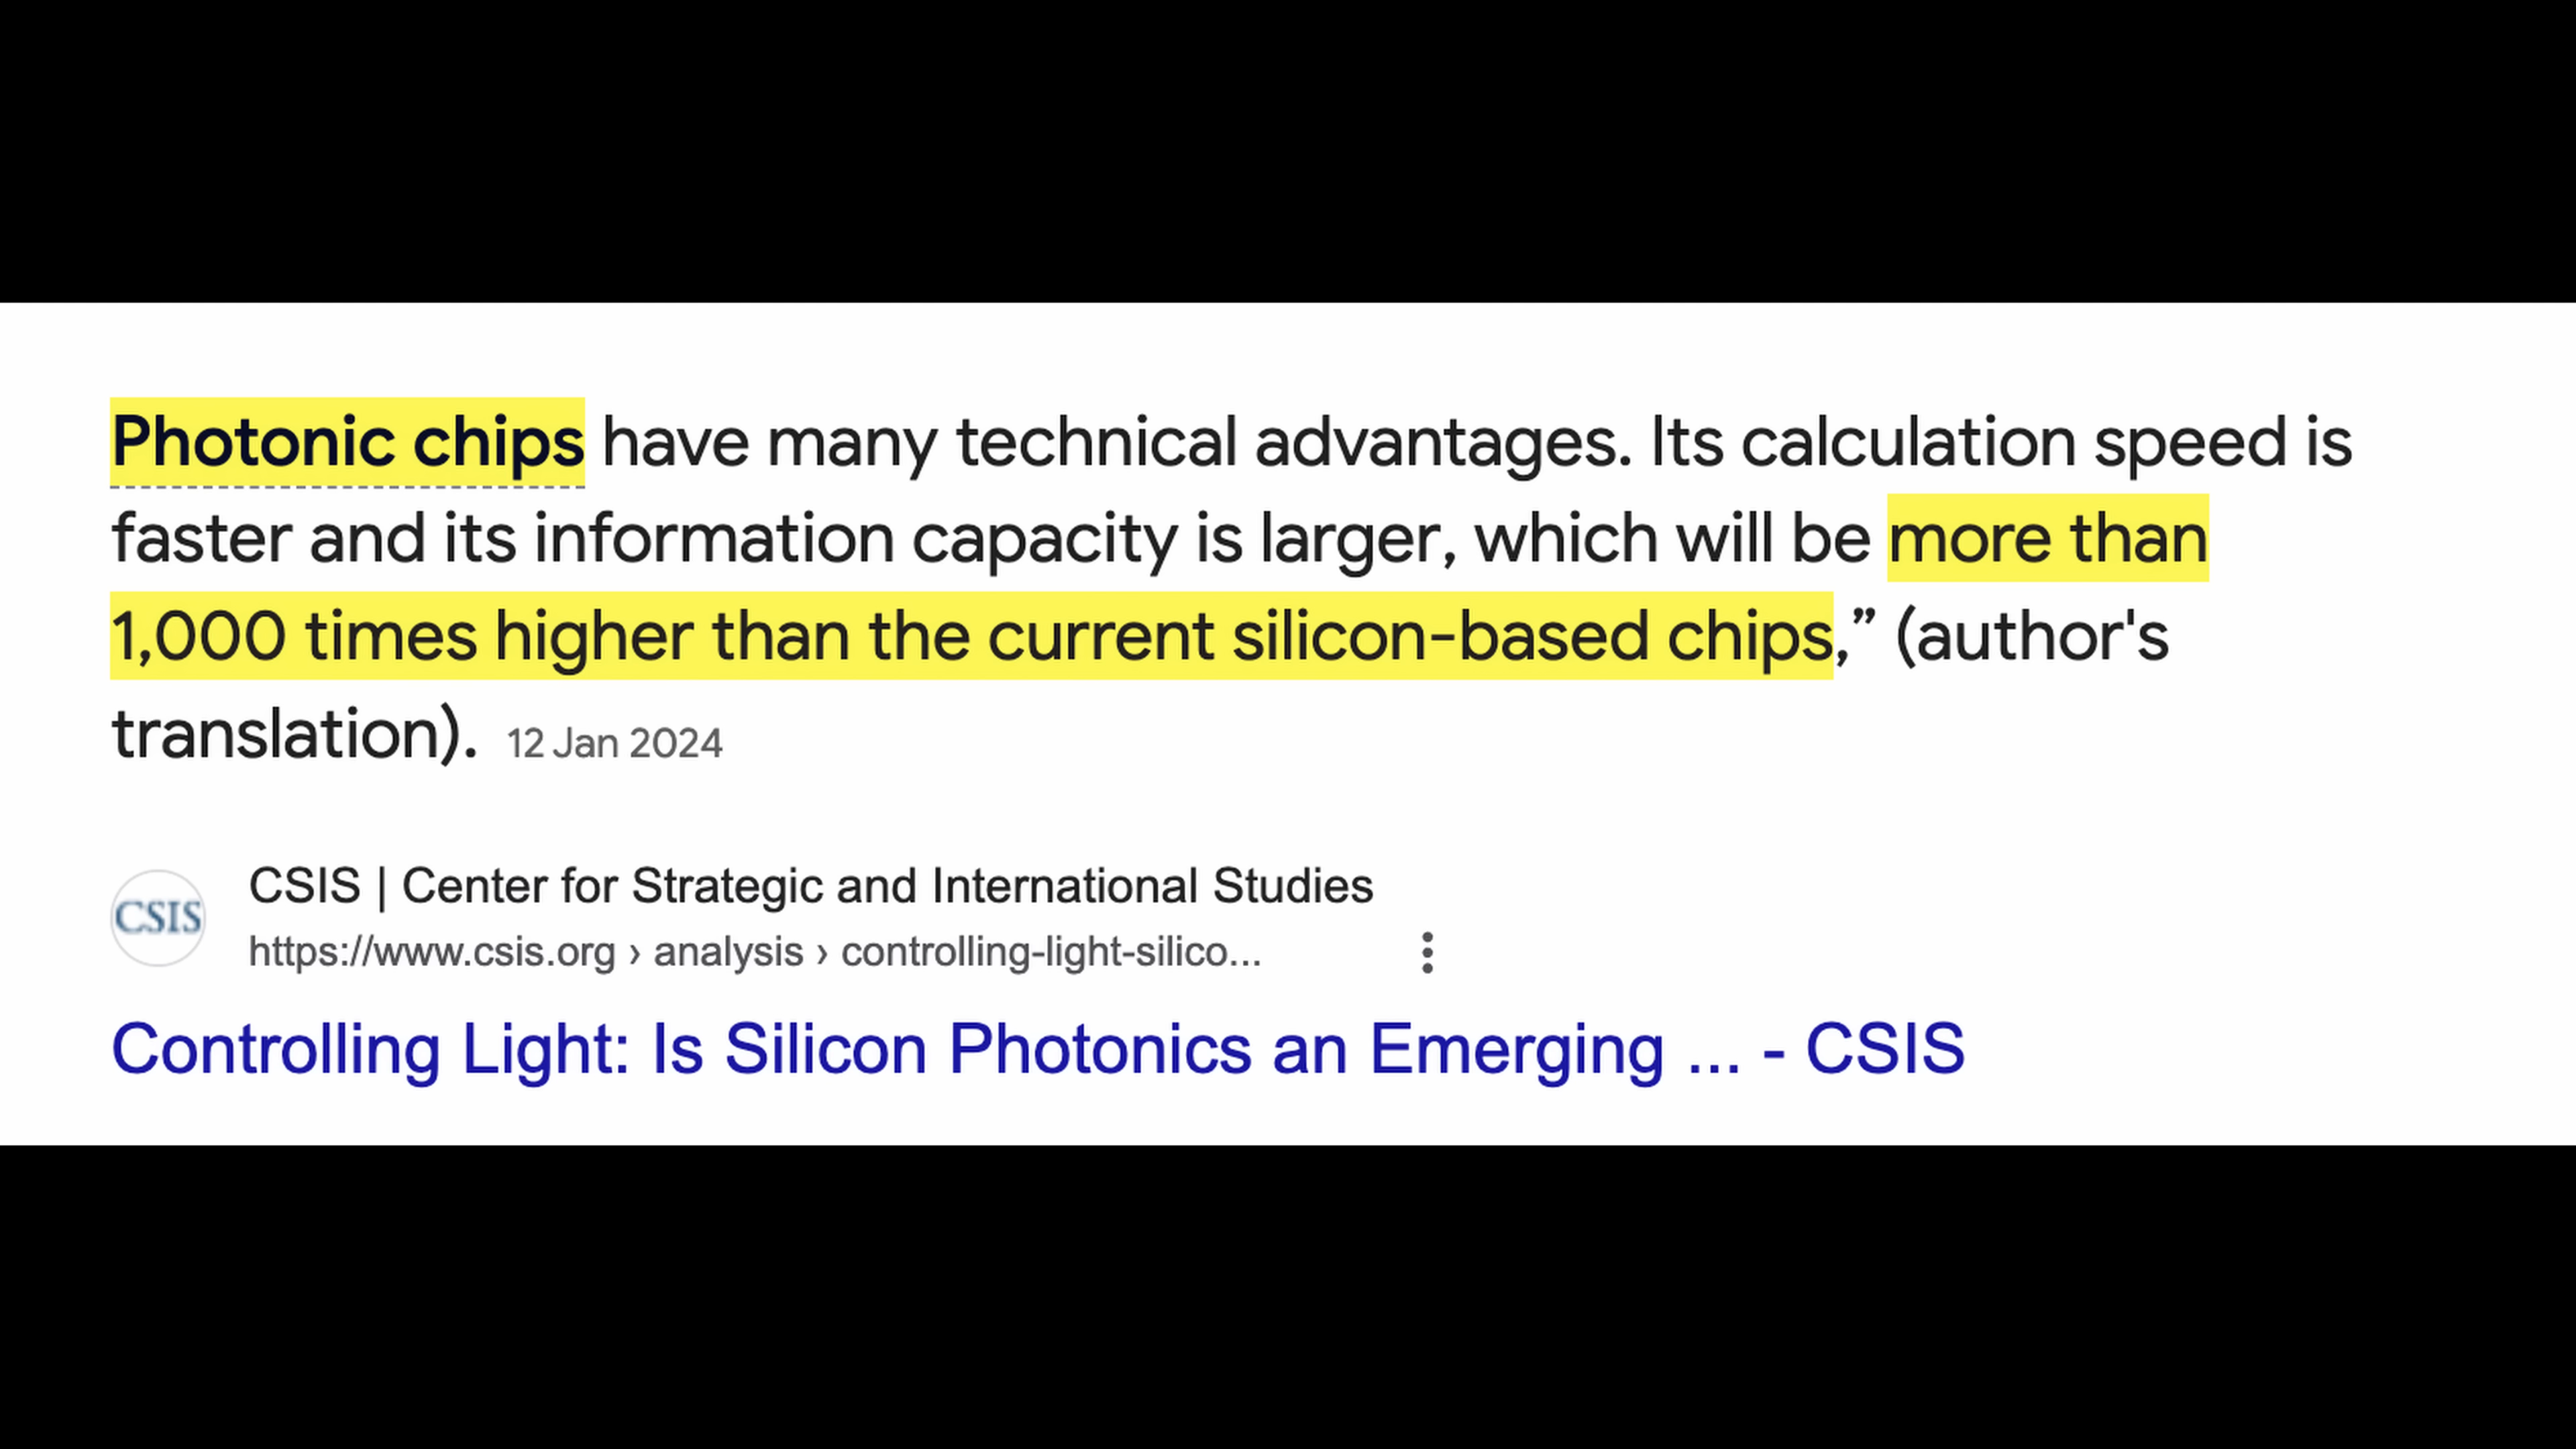 Photonic chips have many technical advantages. Its calculation speed is
faster and its information capacity is larger, which will be more than
1,000 times higher than the current silicon-based chips,” (author's
translation). 12 Jan 2024
CSIS
CSIS | Center for Strategic and International Studies
https://www.csis.org › analysis › controlling-light-silico...
Controlling Light: Is Silicon Photonics an Emerging ... - CSIS